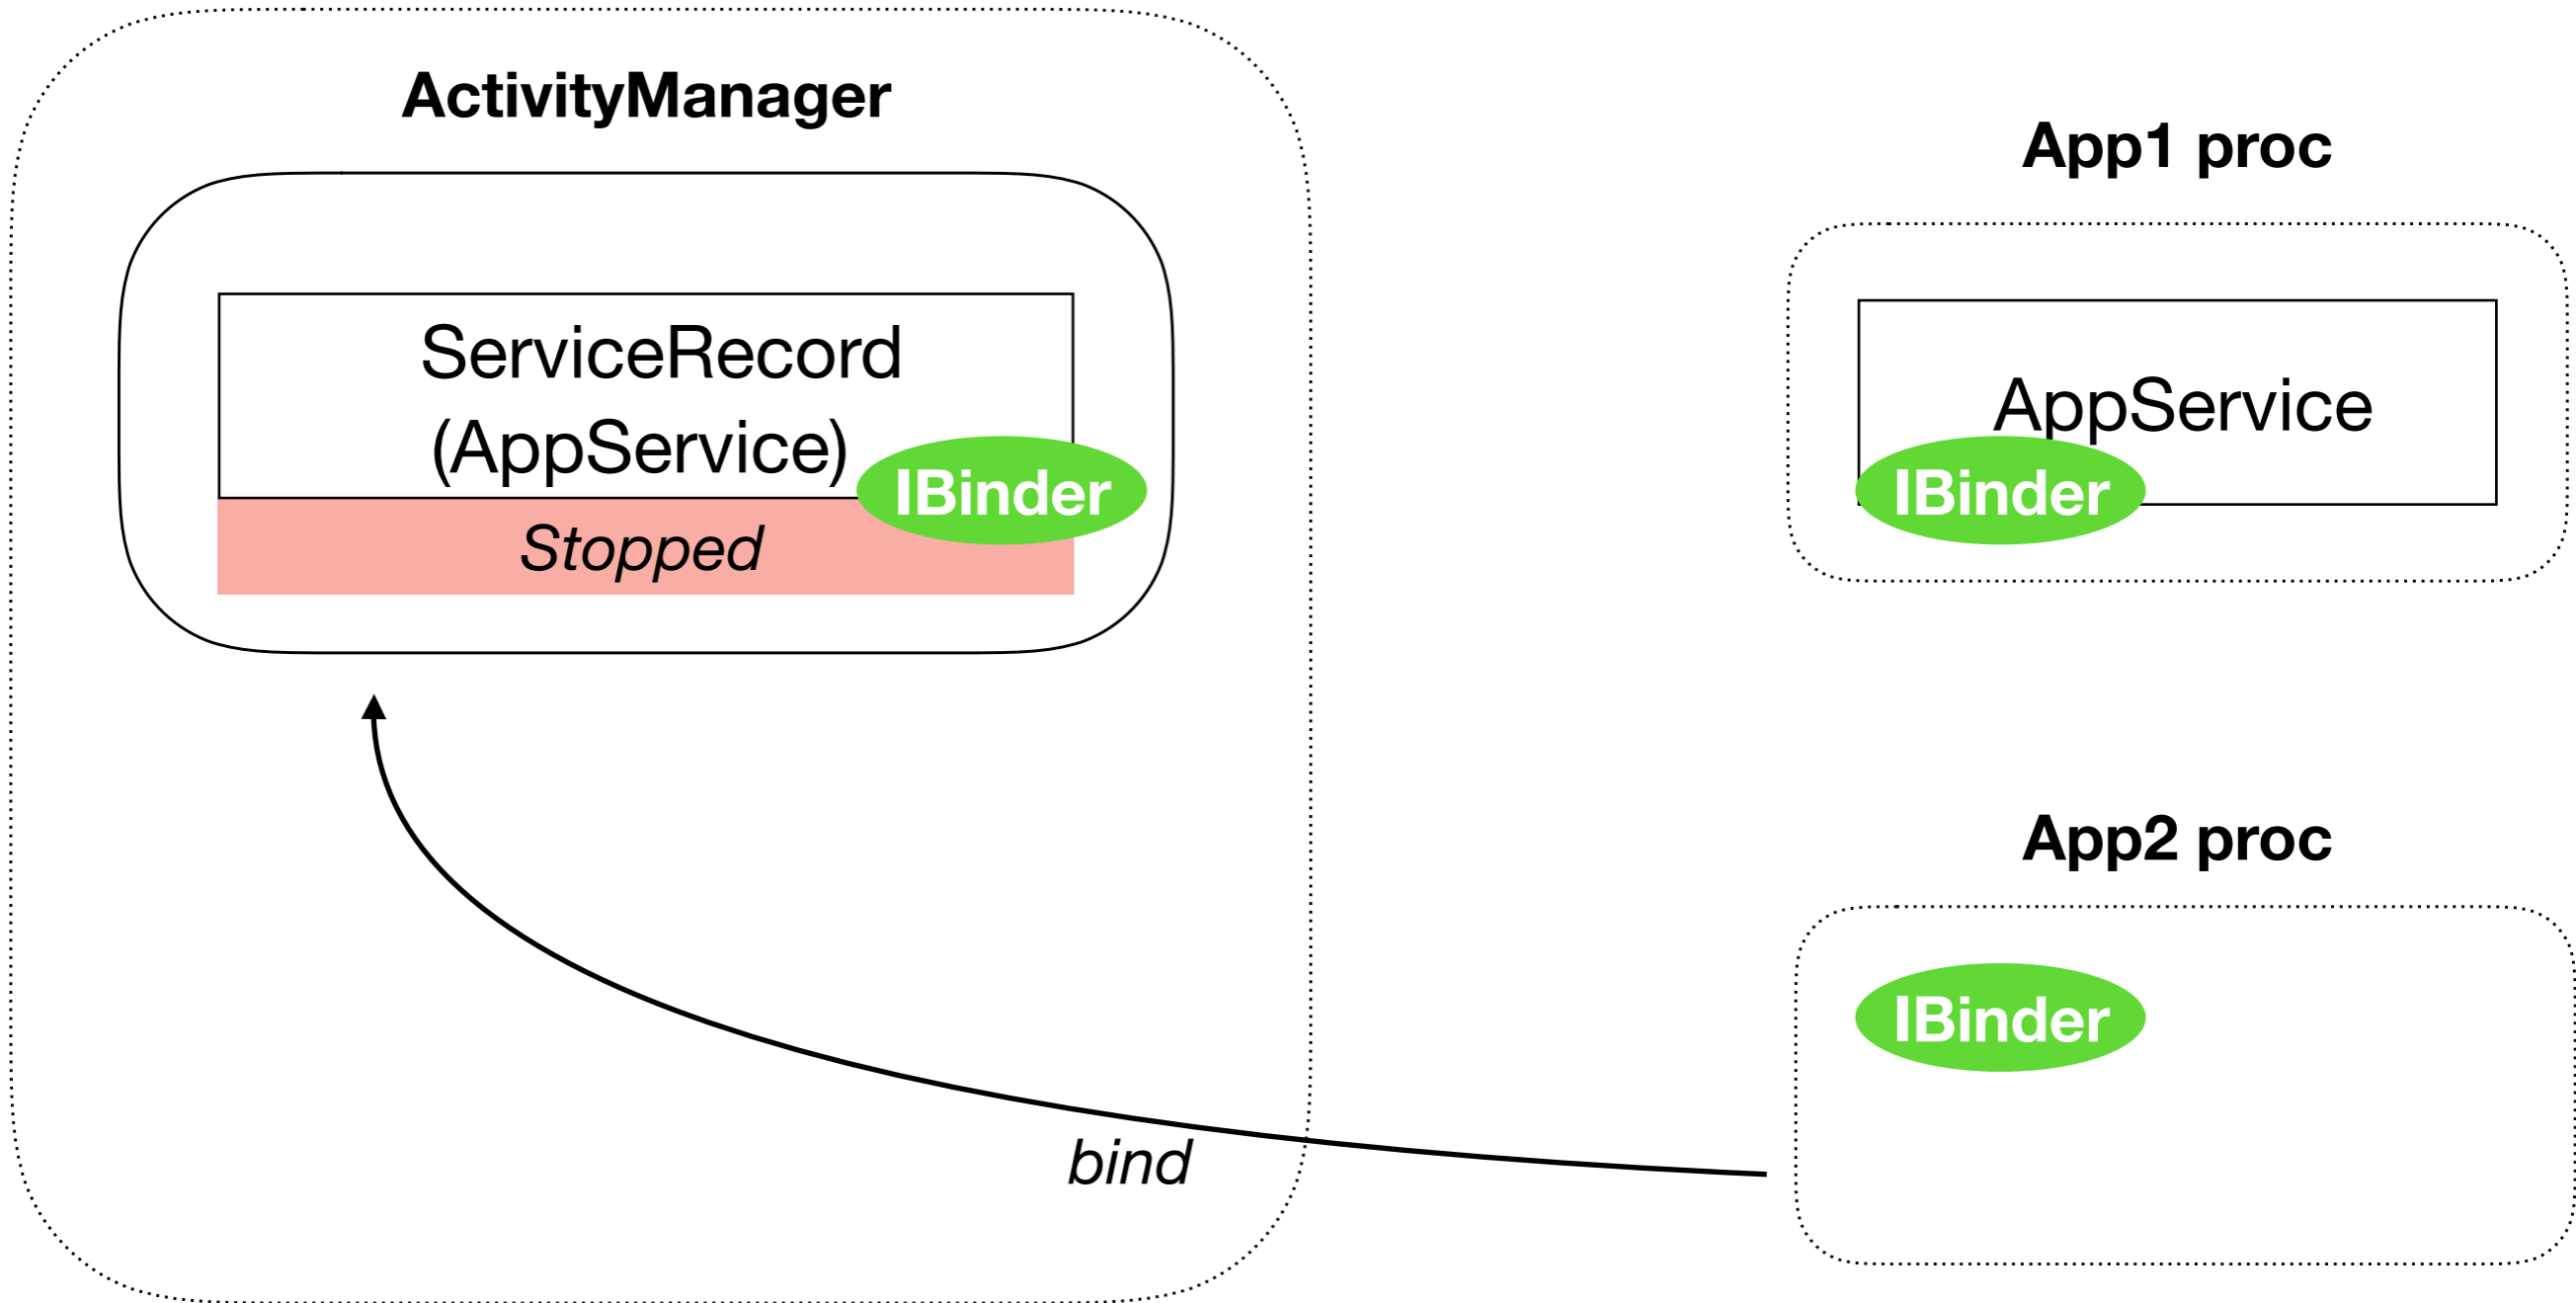 ActivityManager
ServiceRecord
(AppService)
IBinder
Stopped
App1 proc
AppService
IBinder
App2 proc
IBinder
bind